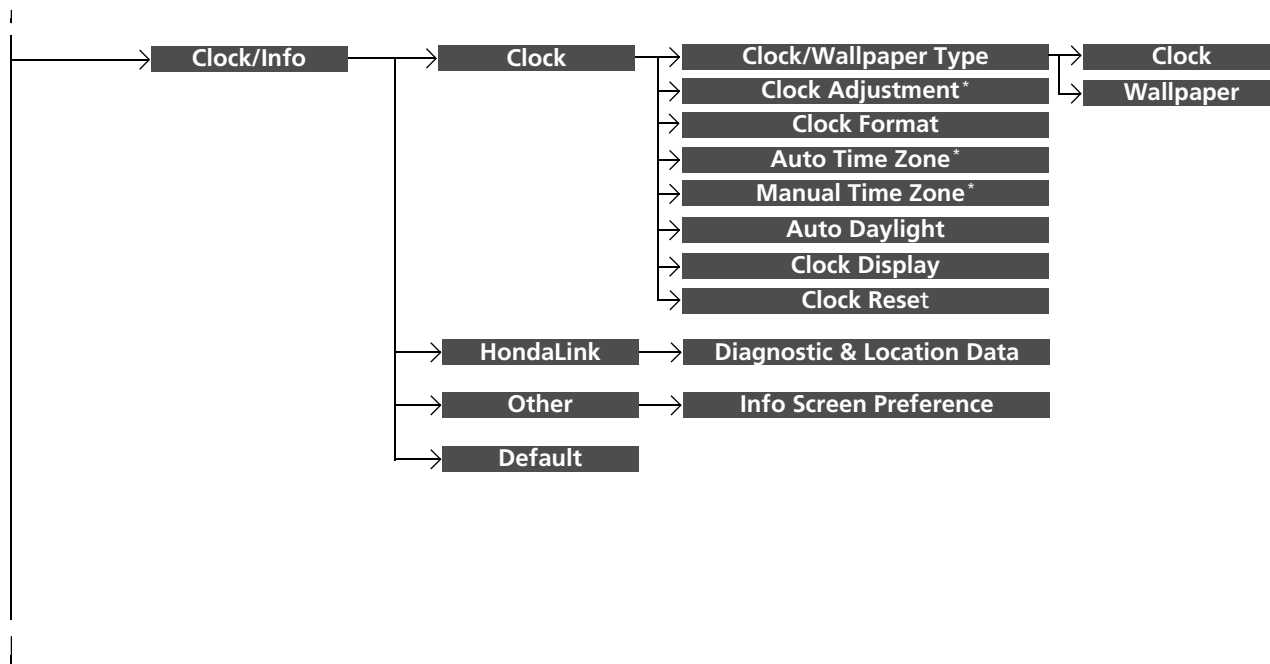 Clock/Info
Clock
Clock/Wallpaper Type
Clock
Clock Adjustment*
Wallpaper
Clock Format
Auto Time Zone*
Manual Time Zone*
Auto Daylight
Clock Display
Clock Reset
HondaLink
Diagnostic & Location Data
Other
Info Screen Preference
Default